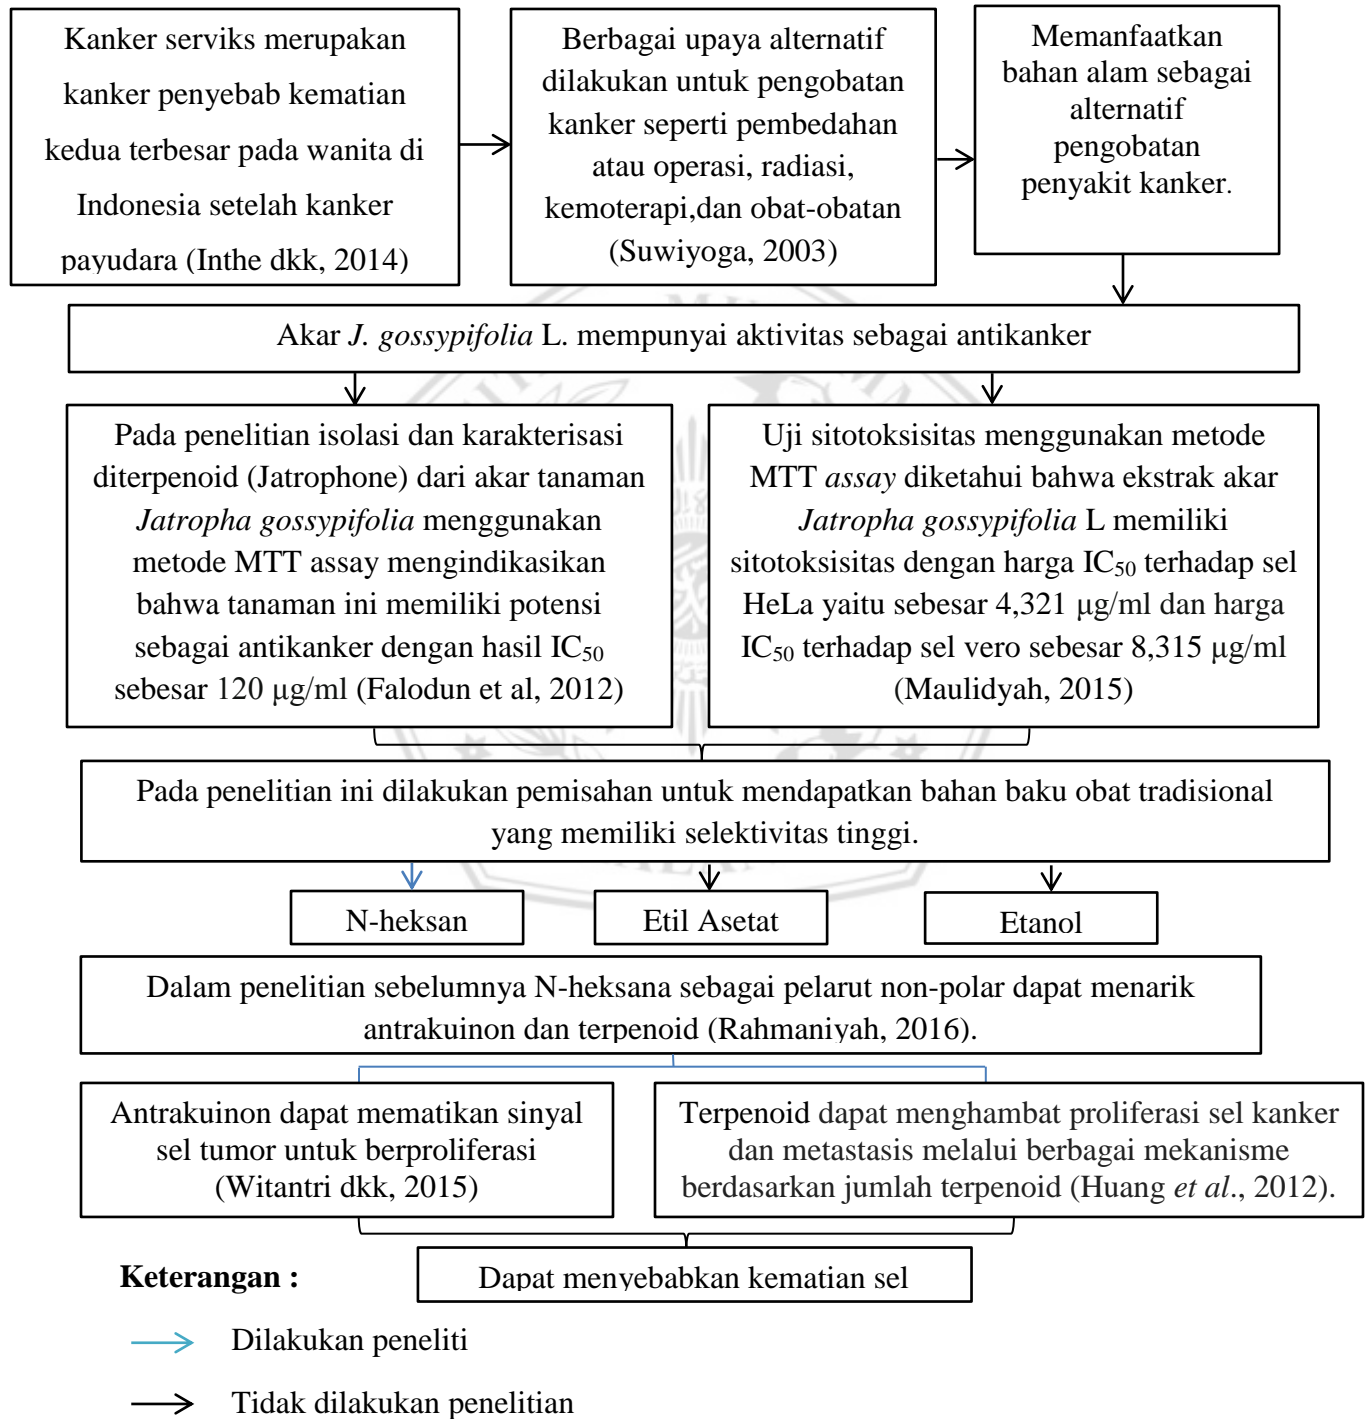 Kanker serviks merupakan
kanker penyebab kematian
kedua terbesar pada wanita di
Indonesia setelah kanker
payudara (Inthe dkk, 2014)
Berbagai upaya alternatif
dilakukan untuk pengobatan
kanker seperti pembedahan
atau operasi, radiasi,
kemoterapi,dan obat-obatan
(Suwiyoga, 2003)
Memanfaatkan
bahan alam sebagai
alternatif
pengobatan
penyakit kanker.
Akar J. gossypifolia L. mempunyai aktivitas sebagai antikanker
Pada penelitian isolasi dan karakterisasi
diterpenoid (Jatrophone) dari akar tanaman
Jatropha gossypifolia menggunakan
metode MTT assay mengindikasikan
bahwa tanaman ini memiliki potensi
sebagai antikanker dengan hasil IC50
sebesar 120 μg/ml (Falodun et al, 2012)
Uji sitotoksisitas menggunakan metode
MTT assay diketahui bahwa ekstrak akar
Jatropha gossypifolia L memiliki
sitotoksisitas dengan harga IC50 terhadap sel
HeLa yaitu sebesar 4,321 μg/ml dan harga
IC50 terhadap sel vero sebesar 8,315 μg/ml
(Maulidyah, 2015)
Pada penelitian ini dilakukan pemisahan untuk mendapatkan bahan baku obat tradisional
yang memiliki selektivitas tinggi.
N-heksan
Etil Asetat
Etanol
Dalam penelitian sebelumnya N-heksana sebagai pelarut non-polar dapat menarik
antrakuinon dan terpenoid (Rahmaniyah, 2016).
Antrakuinon dapat mematikan sinyal
sel tumor untuk berproliferasi
(Witantri dkk, 2015)
Terpenoid dapat menghambat proliferasi sel kanker
dan metastasis melalui berbagai mekanisme
berdasarkan jumlah terpenoid (Huang et al., 2012).
Dapat menyebabkan kematian sel
Keterangan :
Dilakukan peneliti
Tidak dilakukan penelitian